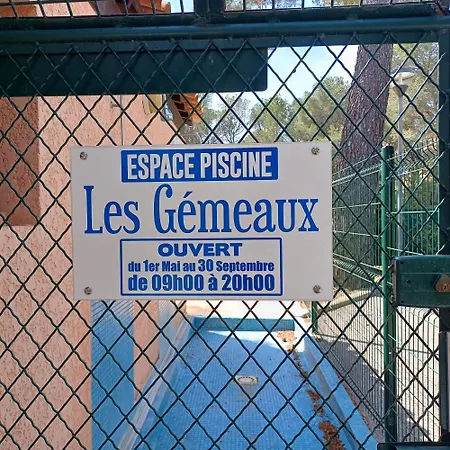 ESPACE PISCINE
Les Gémeaux
OUVERT
du 1er Mai au 30 Septembre
de 09h00 à 20h00